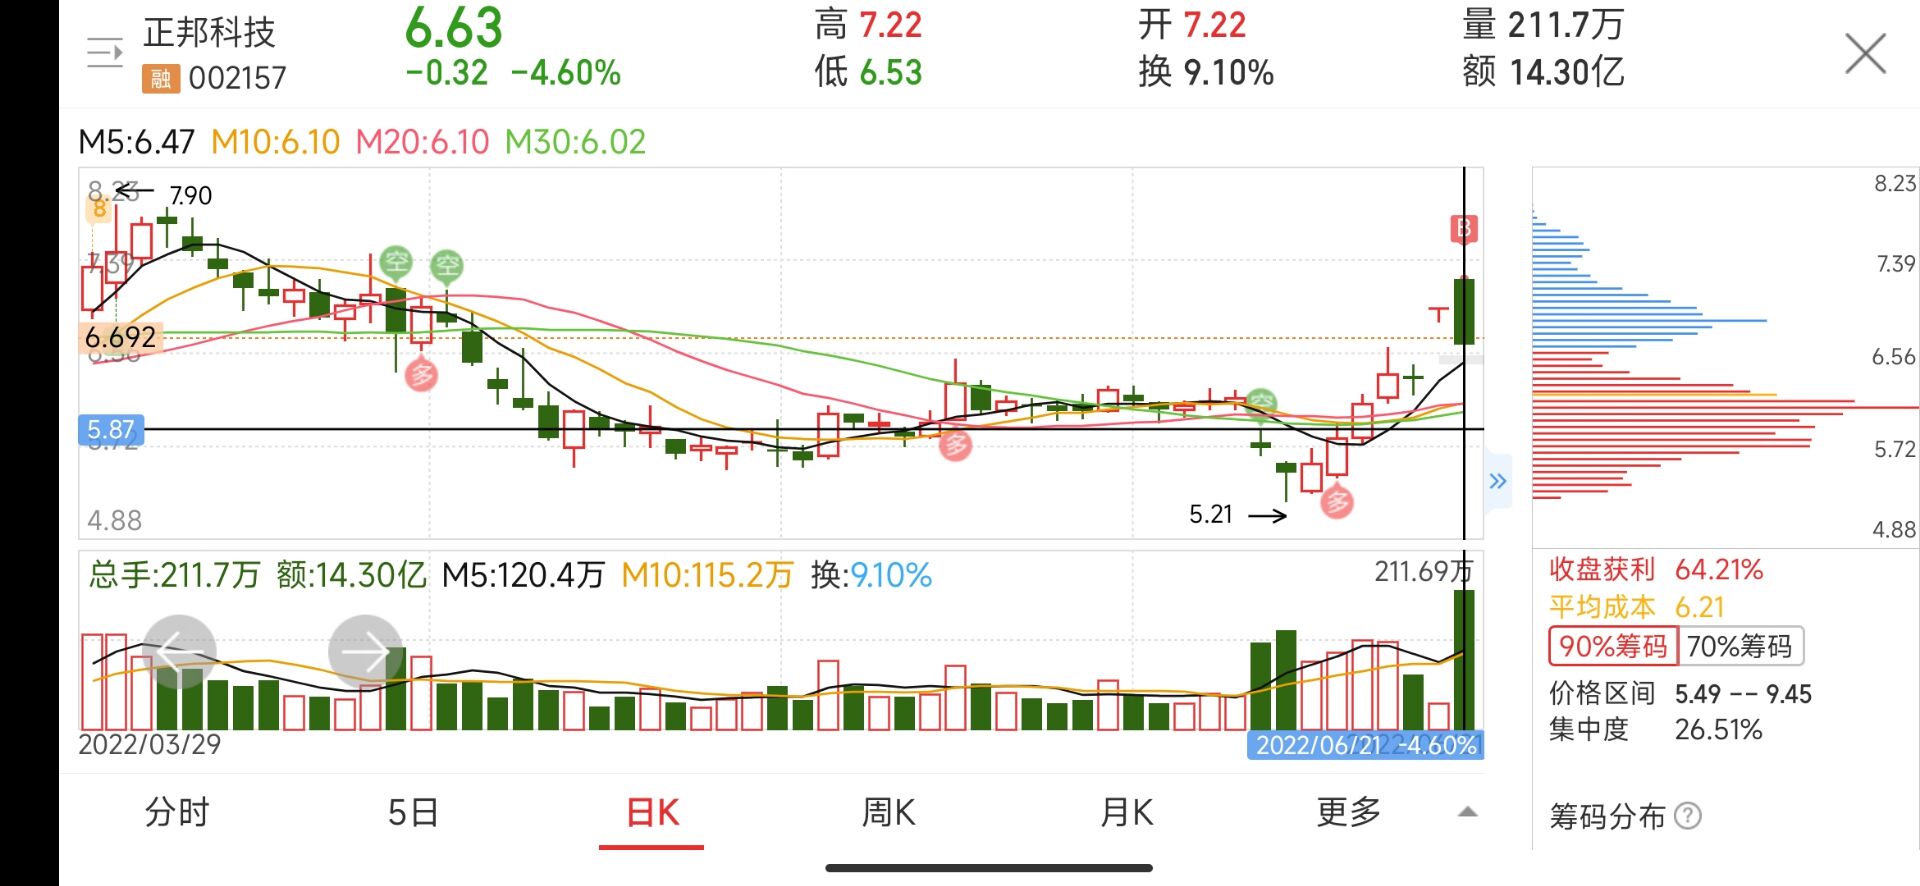 正邦科技
融 002157
6.63
-0.32 -4.60%
高 7.22
低 6.53
开 7.22
换 9.10%
量 211.7万
额 14.30亿
M5:6.47 M10:6.10 M20:6.10 M30:6.02
8.23
7.90
8
7.39
6.692
6.56
5.87
5.72
4.88
空
空
多
多
空
多
5.21
B
8.23
7.39
6.56
5.72
4.88
总手:211.7万 额:14.30亿 M5:120.4万 M10:115.2万 换:9.10%
211.69万
2022/03/29
2022/06/21 -4.60%
收盘获利 64.21%
平均成本 6.21
90%筹码 70%筹码
价格区间 5.49 -- 9.45
集中度 26.51%
筹码分布 ?
分时 5日 日K 周K 月K 更多